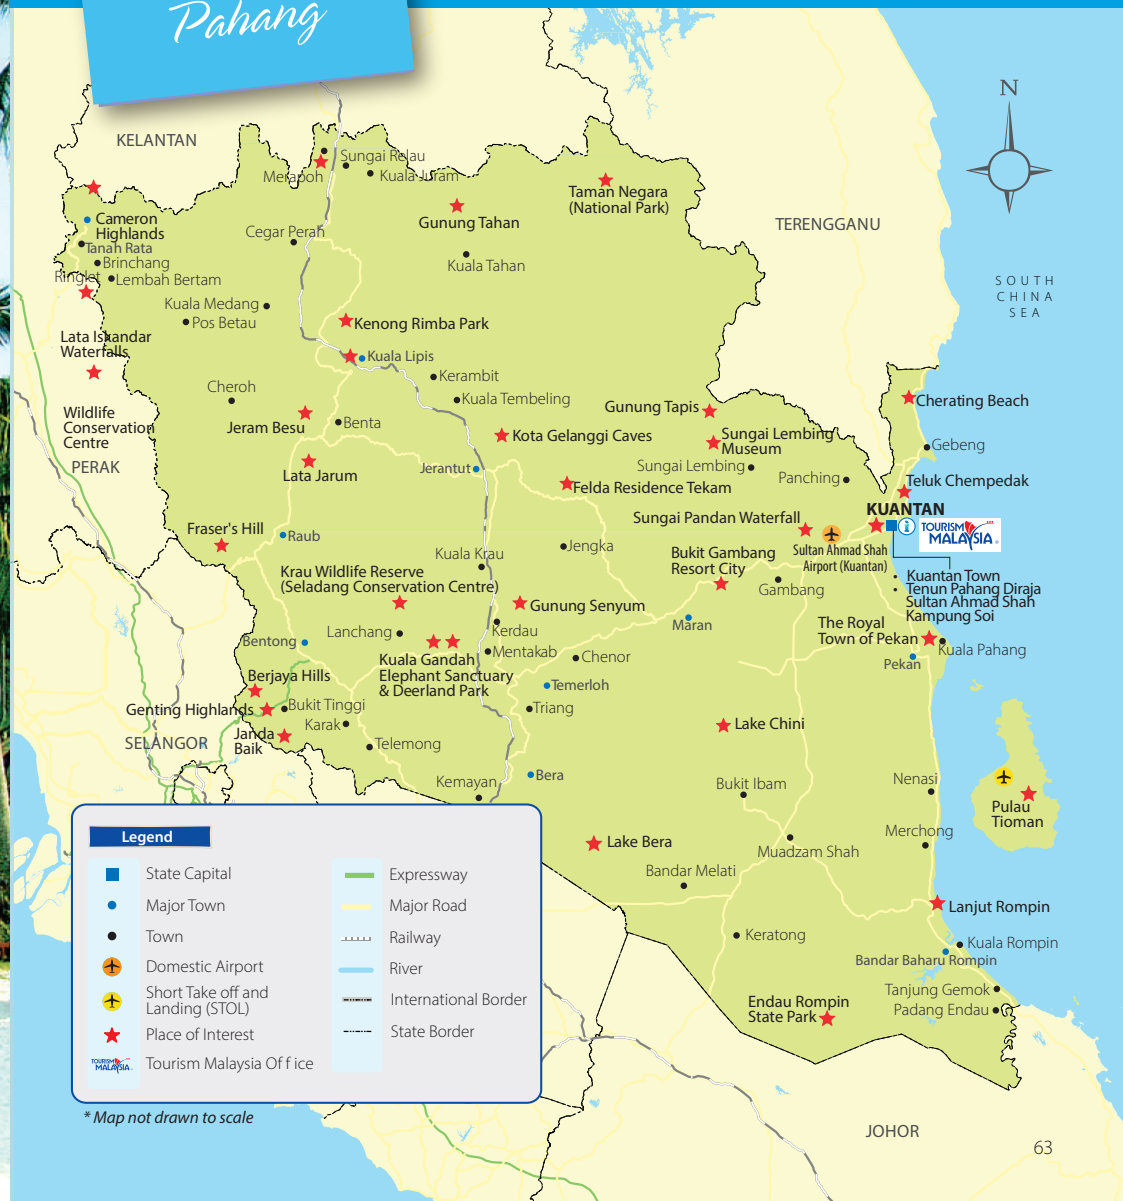 Pahang
KELANTAN
Sungai Relau
Merapoh
Kuala Juram
Taman Negara
(National Park)
Gunung Tahan
TERENGGANU
Cameron
Highlands
Tanah Rata
Brinchang
Ringlet
Lembah Bertam
Cegar Perah
Kuala Tahan
N
SOUTH
CHINA
SEA
Kuala Medang
Pos Betau
Kenong Rimba Park
Lata Iskandar
Waterfalls
Kuala Lipis
Kerambit
Cheroh
Kuala Tembeling
Gunung Tapis
Cherating Beach
Wildlife
Conservation
Centre
PERAK
Jeram Besu
Benta
Kota Gelanggi Caves
Sungai Lembing
Museum
Gebeng
Lata Jarum
Jerantut
Sungai Lembing
Panching
Felda Residence Tekam
Teluk Chempedak
KUANTAN
TOURISM
MALAYSIA
Sungai Pandan Waterfall
Fraser's Hill
Raub
Kuala Krau
Jengka
Bukit Gambang
Resort City
Sultan Ahmad Shah
Airport (Kuantan)
Gambang
Kuantan Town
Tenun Pahang Diraja
Sultan Ahmad Shah
Kampung Soi
Krau Wildlife Reserve
(Seladang Conservation Centre)
Gunung Senyum
Maran
The Royal
Town of Pekan
Kuala Pahang
Pekan
Bentong
Lanchang
Kerdau
Mentakab
Chenor
Kuala Gandah
Elephant Sanctuary
& Deerland Park
Temerloh
Triang
Berjaya Hills
Genting Highlands
Bukit Tinggi
Karak
Janda
Baik
SELANGOR
Telemong
Lake Chini
Kemayan
Bera
Bukit Ibam
Nenasi
Pulau
Tioman
Merchong
Lake Bera
Muadzam Shah
Bandar Melati
Lanjut Rompin
Keratong
Kuala Rompin
Bandar Baharu Rompin
Tanjung Gemok
Padang Endau
Endau Rompin
State Park
JOHOR
Legend
State Capital
Major Town
Town
Domestic Airport
Short Take off and
Landing (STOL)
Place of Interest
TOURISM
MALAYSIA
Tourism Malaysia Office
Expressway
Major Road
Railway
River
International Border
State Border
* Map not drawn to scale
63